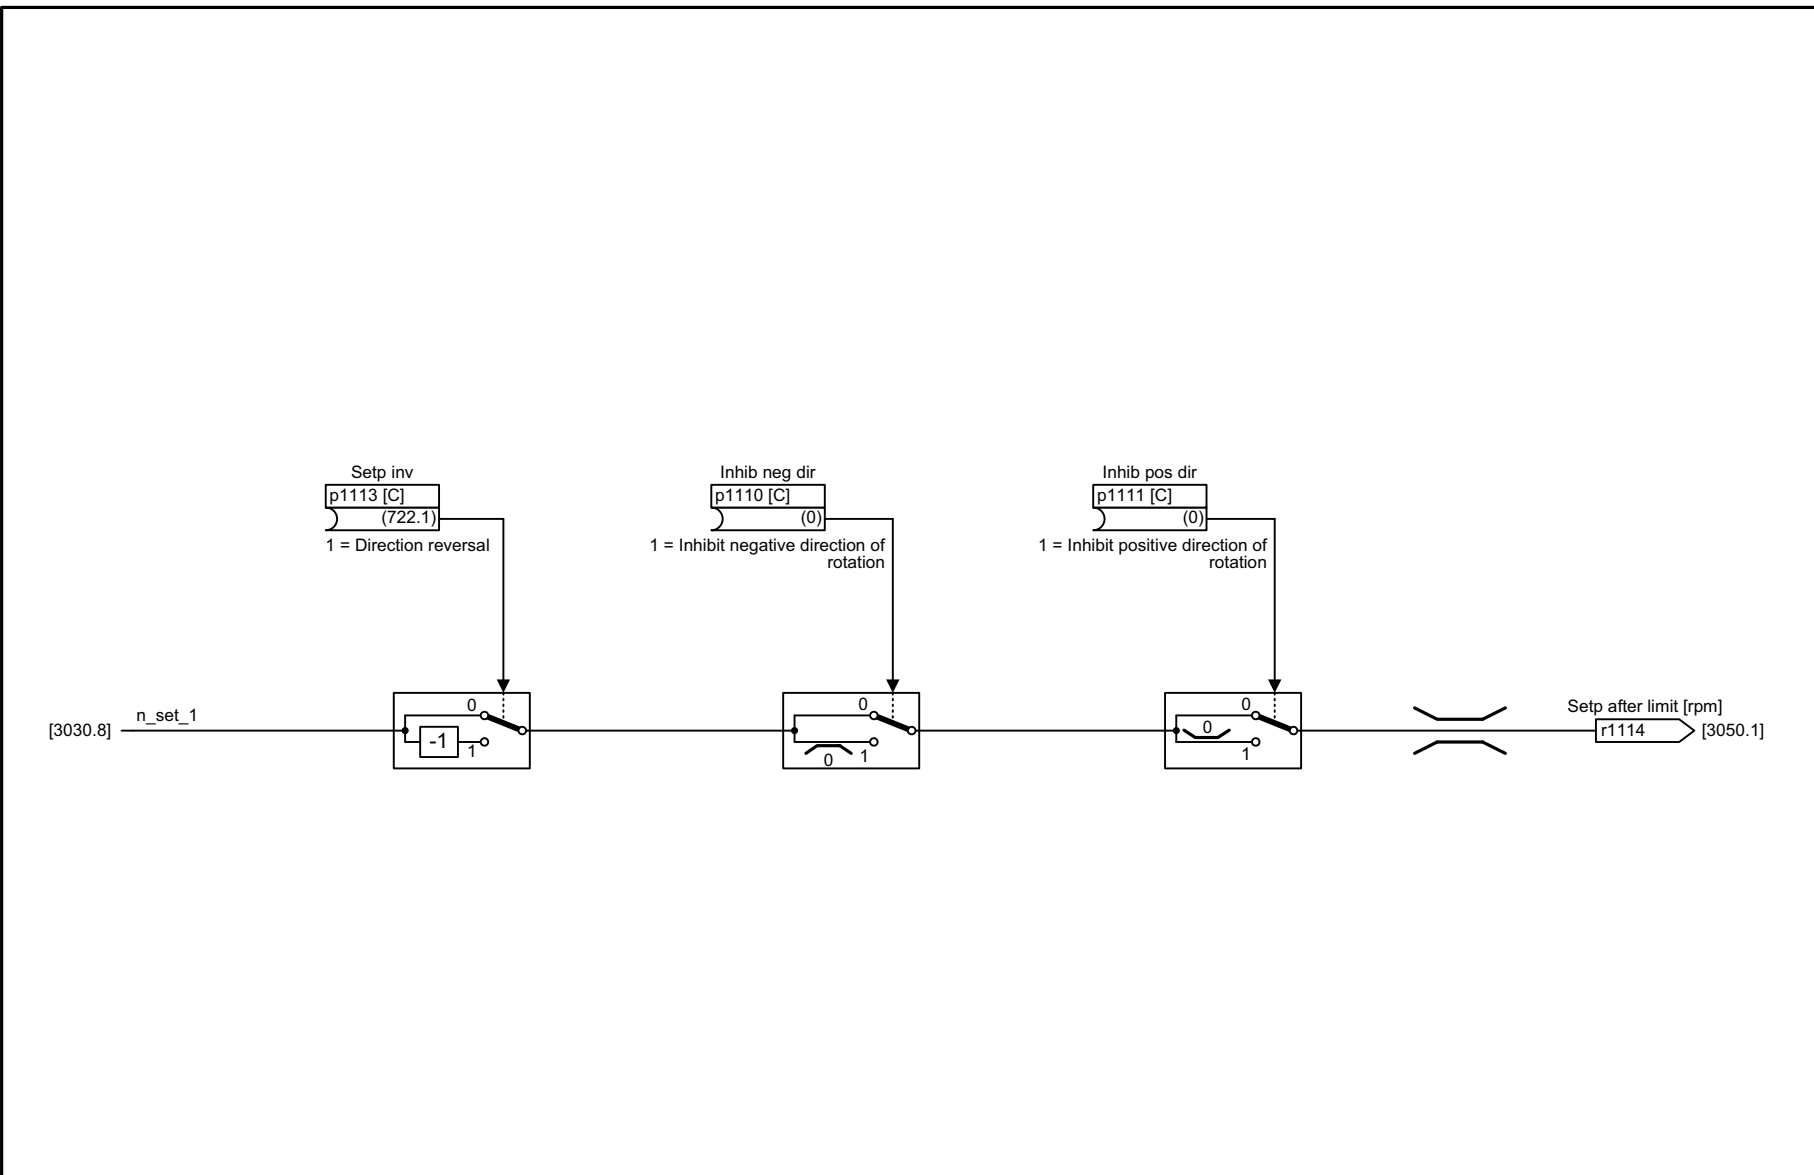 Setp inv
p1113 [C]
(722.1)
1 = Direction reversal
Inhib neg dir
p1110 [C]
(0)
1 = Inhibit negative direction of
rotation
Inhib pos dir
p1111 [C]
(0)
1 = Inhibit positive direction of
rotation
[3030.8]
n_set_1
0
-1
1
0
0
1
0
0
1
Setp after limit [rpm]
r1114
[3050.1]